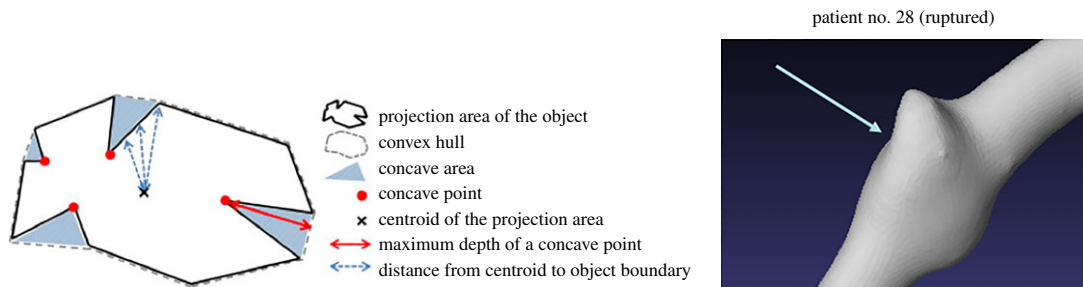 patient no. 28 (ruptured)
projection area of the object
convex hull
concave area
concave point
centroid of the projection area
maximum depth of a concave point
distance from centroid to object boundary